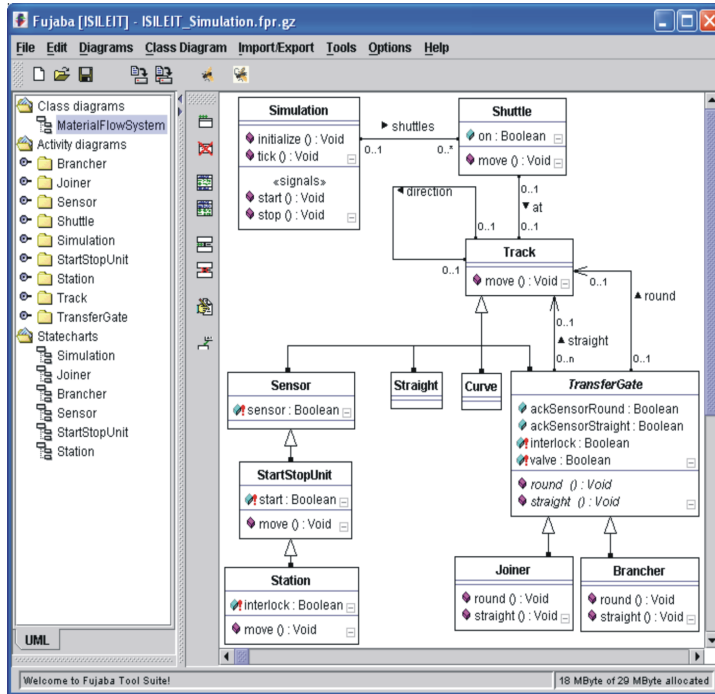 Fujaba [ISILEIT] - ISILEIT_Simulation.fpr.gz
File Edit Diagrams Class Diagram Import/Export Tools Options Help
Class diagrams
MaterialFlowSystem
Activity diagrams
Brancher
Joiner
Sensor
Shuttle
Simulation
StartStopUnit
Station
Track
TransferGate
Statecharts
Simulation
Joiner
Brancher
Sensor
StartStopUnit
Station
UML
Simulation
initialize () : Void
tick () : Void
«signals»
start () : Void
stop () : Void
shuttles
0..1
0..*
Shuttle
on : Boolean
move () : Void
0..1
at
0..1
direction
0..1
0..1
Track
move () : Void
0..1
round
0..1
straight
0..n
0..1
Sensor
sensor : Boolean
Straight
Curve
TransferGate
ackSensorRound : Boolean
ackSensorStraight : Boolean
interlock : Boolean
valve : Boolean
round () : Void
straight () : Void
StartStopUnit
start : Boolean
move () : Void
Station
interlock : Boolean
move () : Void
Joiner
round () : Void
straight () : Void
Brancher
round () : Void
straight () : Void
Welcome to Fujaba Tool Suite!
18 MByte of 29 MByte allocated